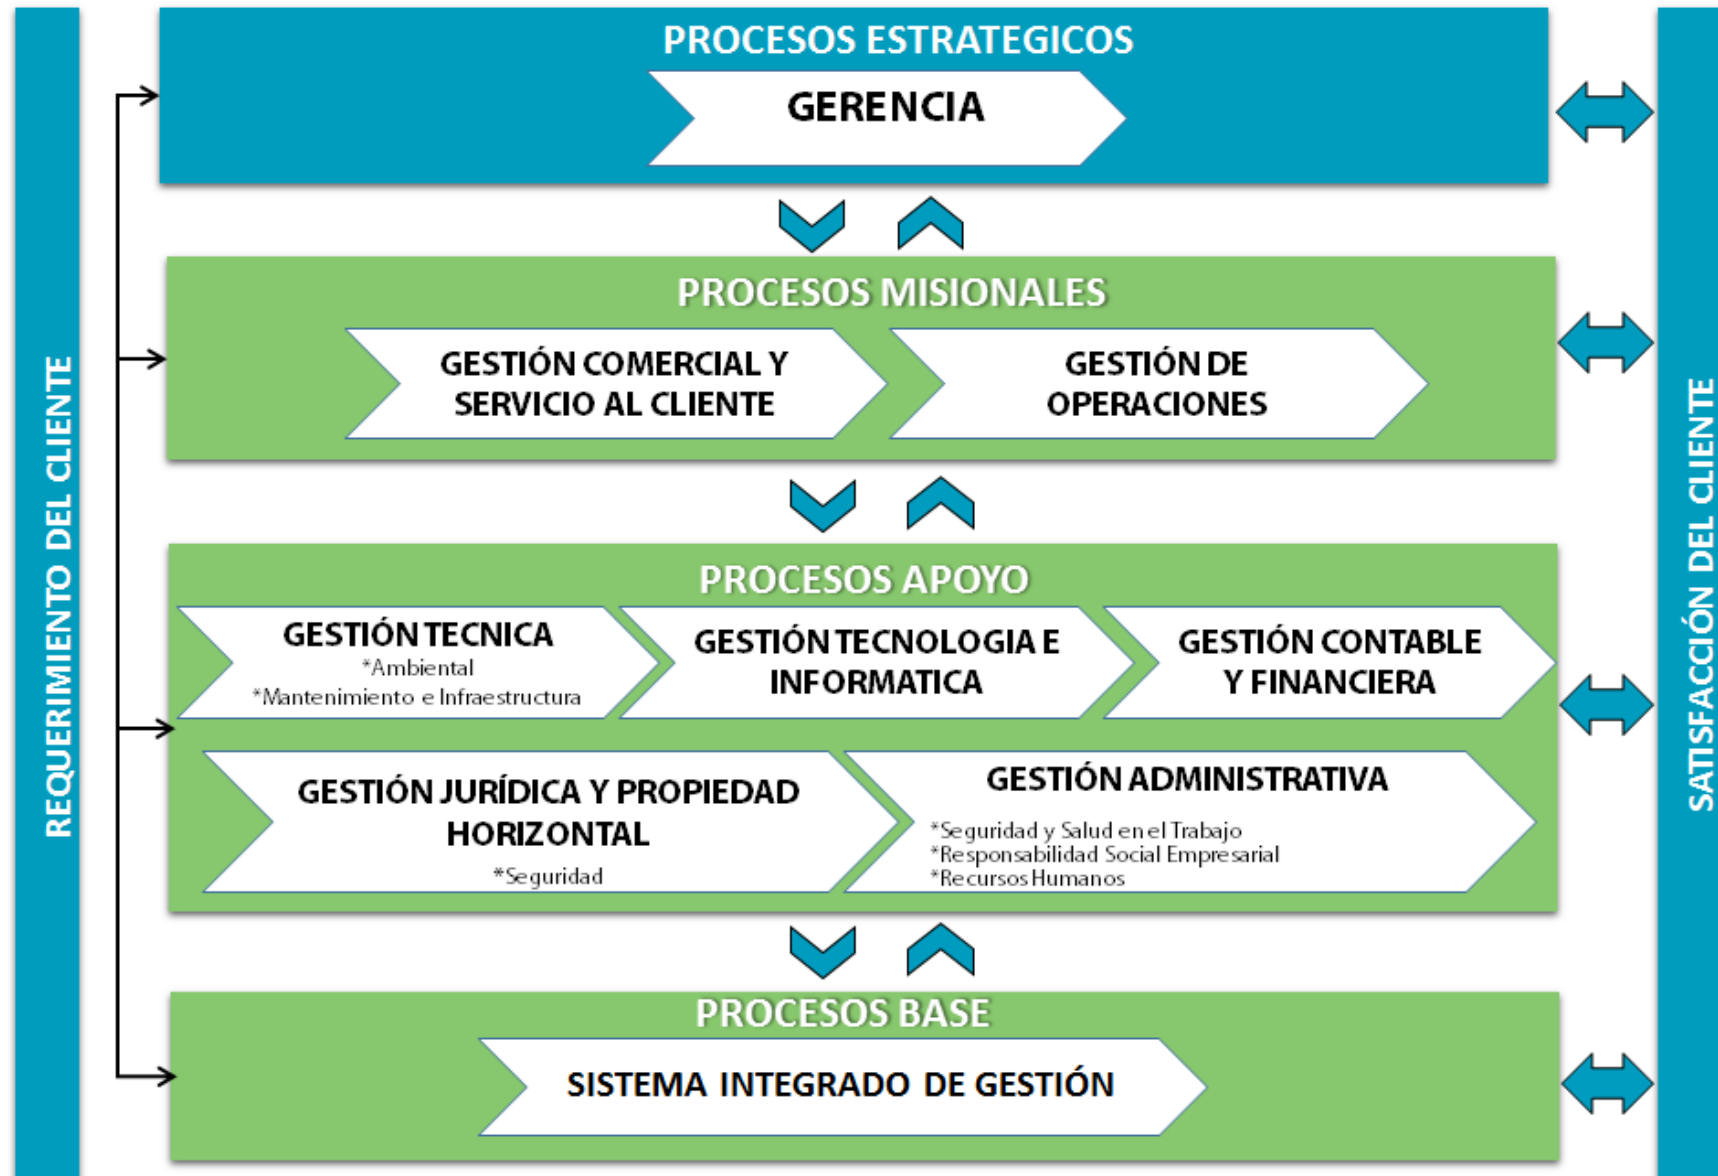 REQUERIMIENTO DEL CLIENTE
PROCESOS ESTRATEGICOS
GERENCIA
PROCESOS MISIONALES
GESTIÓN COMERCIAL Y
SERVICIO AL CLIENTE
GESTIÓN DE
OPERACIONES
PROCESOS APOYO
GESTIÓN TECNICA
*Ambiental
*Mantenimiento e Infraestructura
GESTIÓN TECNOLOGIA E
INFORMATICA
GESTIÓN CONTABLE
Y FINANCIERA
GESTIÓN JURÍDICA Y PROPIEDAD
HORIZONTAL
*Seguridad
GESTIÓN ADMINISTRATIVA
*Seguridad y Salud en el Trabajo
*Responsabilidad Social Empresarial
*Recursos Humanos
PROCESOS BASE
SISTEMA INTEGRADO DE GESTIÓN
SATISFACCIÓN DEL CLIENTE